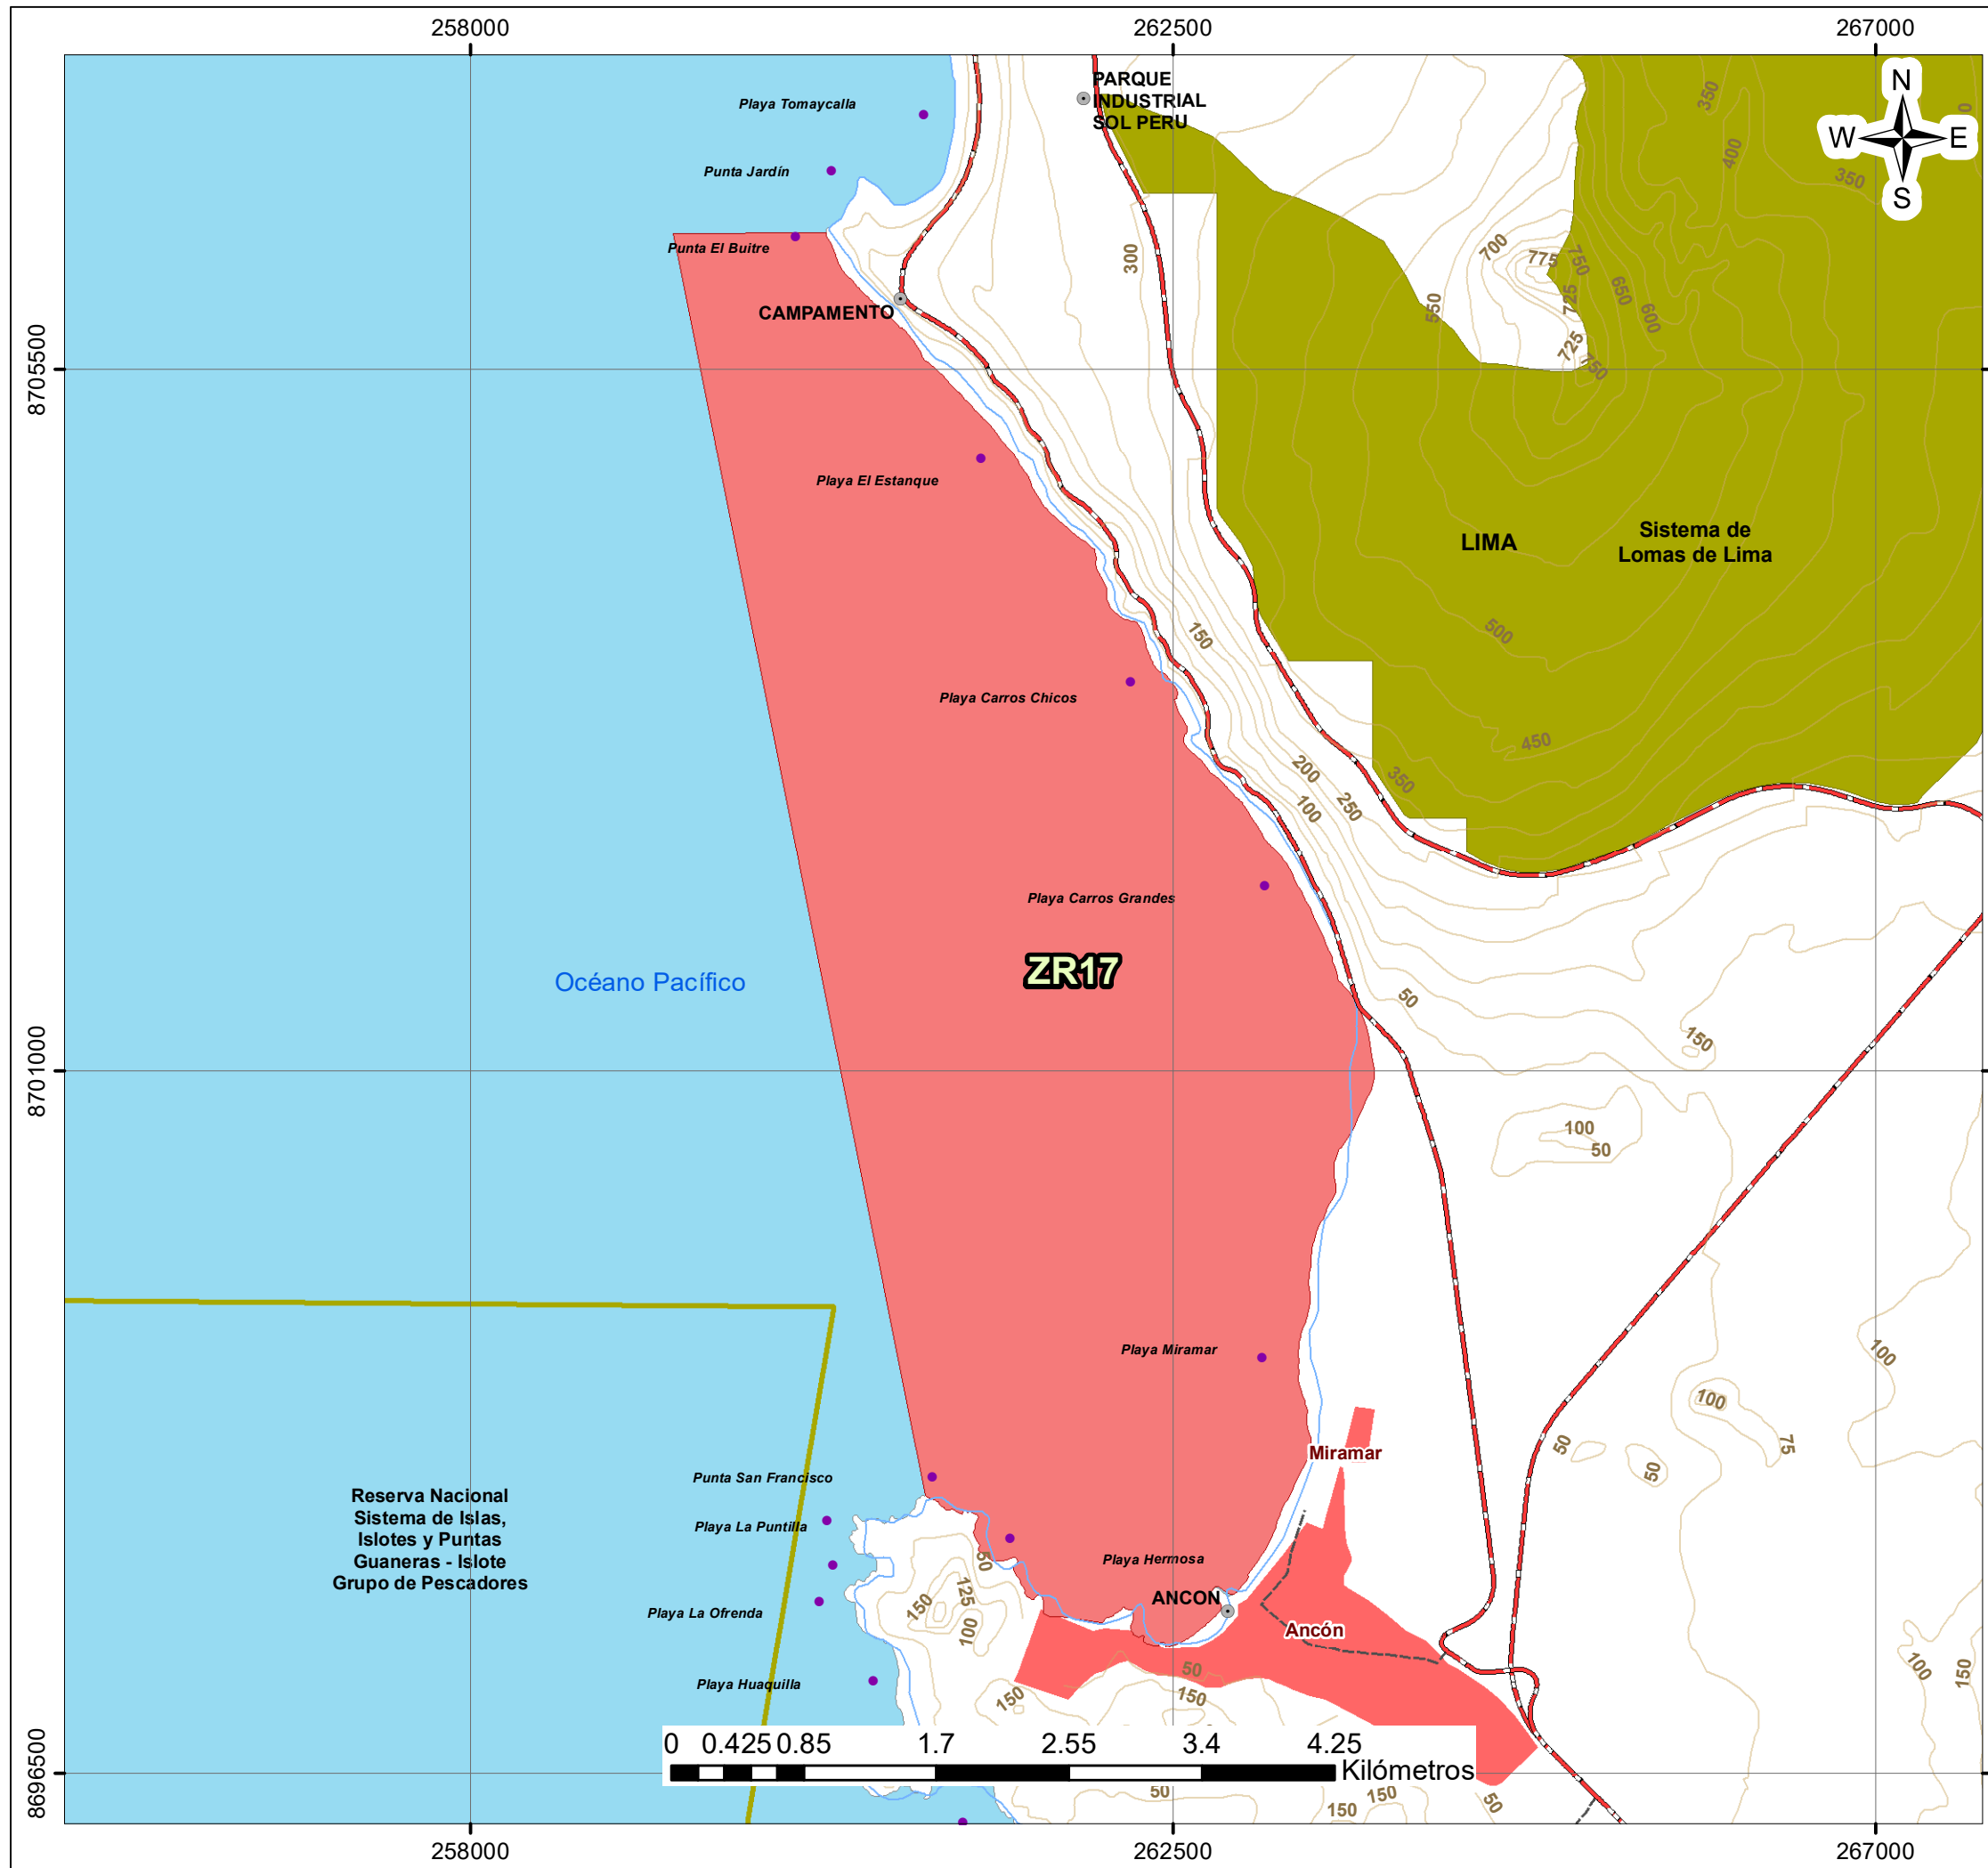 258000
262500
267000
PARQUE
INDUSTRIAL
SOL PERU
N
W
E
S
Playa Tomaycalla
Punta Jardín
Punta El Buitre
CAMPAMENTO
350
400
350
300
700
775
750
725
650
600
550
725
750
8705500
Playa El Estanque
LIMA
Sistema de
Lomas de Lima
500
150
Playa Carros Chicos
450
200
350
250
100
Playa Carros Grandes
ZR17
Océano Pacífico
50
150
8701000
100
50
Playa Miramar
100
100
75
50
50
Miramar
Punta San Francisco
Reserva Nacional
Sistema de Islas,
Islotes y Puntas
Guaneras - Islote
Grupo de Pescadores
Playa La Puntilla
Playa Hermosa
50
125
150
100
ANCON
Playa La Ofrenda
Ancón
50
100
150
Playa Huaquilla
150
150
0
0.425
0.85
1.7
2.55
3.4
4.25
Kilómetros
8696500
50
150
150
50
258000
262500
267000